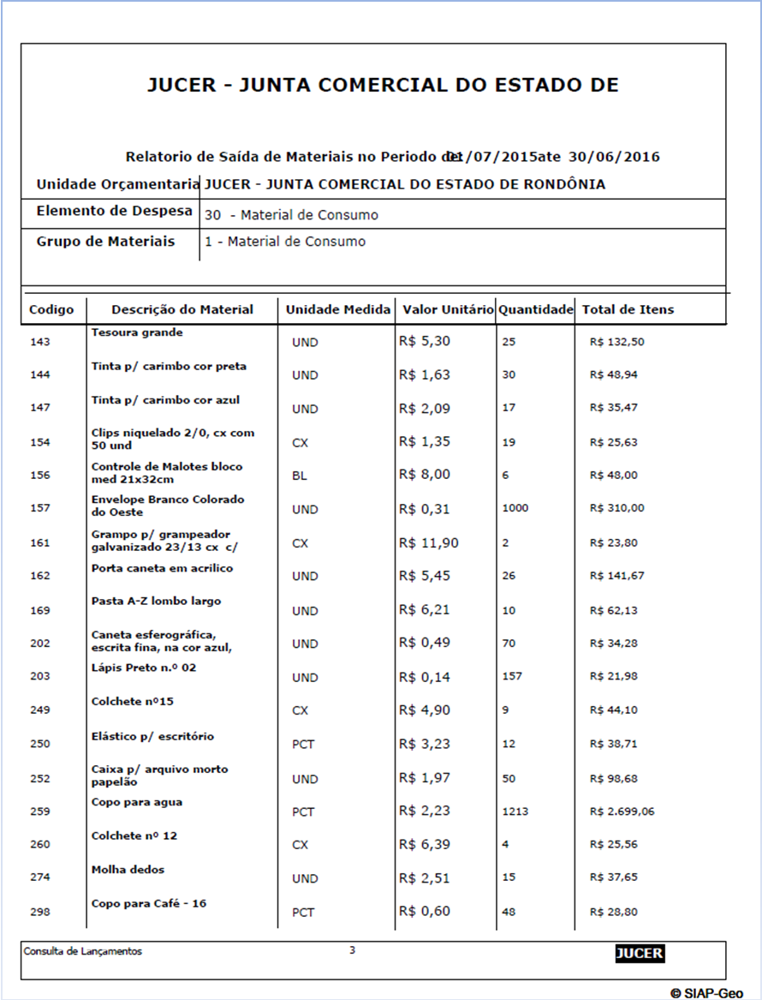 JUCER - JUNTA COMERCIAL DO ESTADO DE
Relatorio de Saída de Materiais no Periodo de: 01/07/2015ate 30/06/2016
Unidade Orçamentaria JUCER - JUNTA COMERCIAL DO ESTADO DE RONDÔNIA
Elemento de Despesa 30 - Material de Consumo
Grupo de Materiais 1 - Material de Consumo
Codigo Descrição do Material Unidade Medida Valor Unitário Quantidade Total de Itens
143 Tesoura grande UND R$ 5,30 25 R$ 132,50
144 Tinta p/ carimbo cor preta UND R$ 1,63 30 R$ 48,94
147 Tinta p/ carimbo cor azul UND R$ 2,09 17 R$ 35,47
154 Clips niquelado 2/0, cx com
50 und CX R$ 1,35 19 R$ 25,63
156 Controle de Malotes bloco
med 21x32cm BL R$ 8,00 6 R$ 48,00
157 Envelope Branco Colorado
do Oeste UND R$ 0,31 1000 R$ 310,00
161 Grampo p/ grampeador
galvanizado 23/13 cx c/ CX R$ 11,90 2 R$ 23,80
162 Porta caneta em acrilico UND R$ 5,45 26 R$ 141,67
169 Pasta A-Z lombo largo UND R$ 6,21 10 R$ 62,13
202 Caneta esferográfica,
escrita fina, na cor azul, UND R$ 0,49 70 R$ 34,28
203 Lápis Preto n.º 02 UND R$ 0,14 157 R$ 21,98
249 Colchete nº15 CX R$ 4,90 9 R$ 44,10
250 Elástico p/ escritório PCT R$ 3,23 12 R$ 38,71
252 Caixa p/ arquivo morto
papelão UND R$ 1,97 50 R$ 98,68
259 Copo para agua PCT R$ 2,23 1213 R$ 2.699,06
260 Colchete nº 12 CX R$ 6,39 4 R$ 25,56
274 Molha dedos UND R$ 2,51 15 R$ 37,65
298 Copo para Café - 16 PCT R$ 0,60 48 R$ 28,80
Consulta de Lançamentos 3 JUCER
© SIAP-Geo